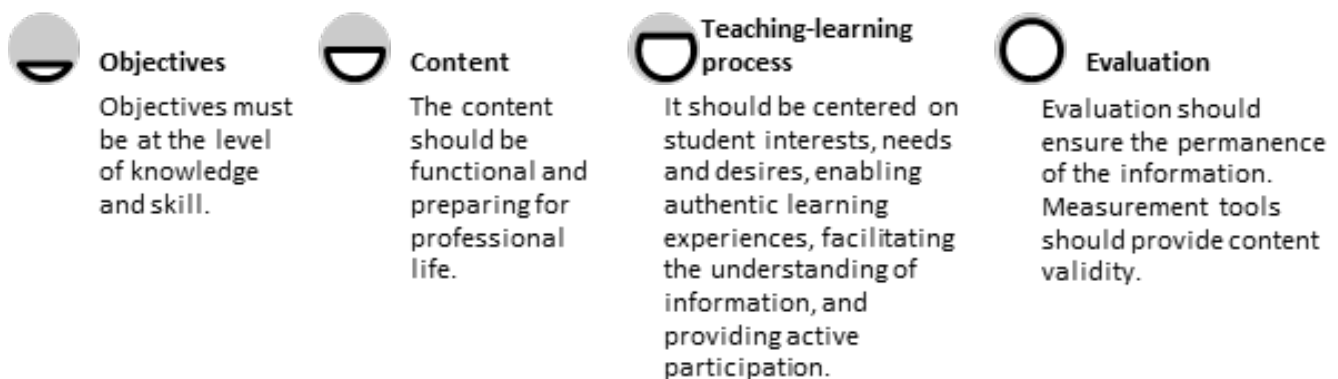 Objectives
Objectives must
be at the level
of knowledge
and skill.
Content
The content
should be
functional and
preparing for
professional
life.
Teaching-learning
process
It should be centered on
student interests, needs
and desires, enabling
authentic learning
experiences, facilitating
the understanding of
information, and
providing active
participation.
Evaluation
Evaluation should
ensure the permanence
of the information.
Measurement tools
should provide content
validity.